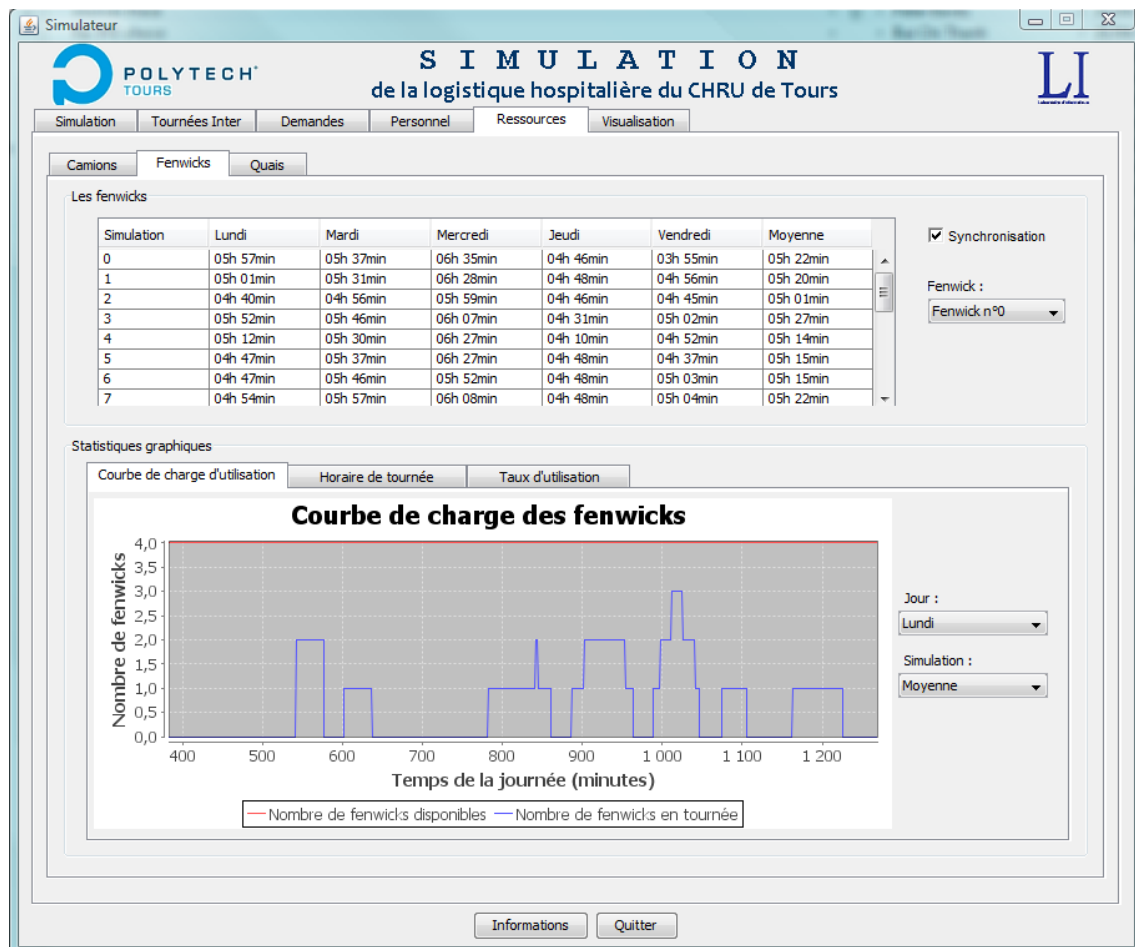 Simulateur
POLYTECH
TOURS
SIMULATION
de la logistique hospitalière du CHRU de Tours
LI
Simulation Tournées Inter Demandes Personnel Ressources Visualisation
Camions Fenwicks Quais
Les fenwicks
Simulation Lundi Mardi Mercredi Jeudi Vendredi Moyenne
0 05h 57min 05h 37min 06h 35min 04h 46min 03h 55min 05h 22min
1 05h 01min 05h 31min 06h 28min 04h 48min 04h 56min 05h 20min
2 04h 40min 04h 56min 05h 59min 04h 46min 04h 45min 05h 01min
3 05h 52min 05h 46min 06h 07min 04h 31min 05h 02min 05h 27min
4 05h 12min 05h 30min 06h 27min 04h 10min 04h 52min 05h 14min
5 04h 47min 05h 37min 06h 27min 04h 48min 04h 37min 05h 15min
6 04h 47min 05h 46min 05h 52min 04h 48min 05h 03min 05h 15min
7 04h 54min 05h 57min 06h 08min 04h 48min 05h 04min 05h 22min
Synchronisation
Fenwick :
Fenwick n°0
Statistiques graphiques
Courbe de charge d'utilisation Horaire de tournée Taux d'utilisation
Courbe de charge des fenwicks
Nombre de fenwicks
4,0
3,5
3,0
2,5
2,0
1,5
1,0
0,5
0,0
400 500 600 700 800 900 1 000 1 100 1 200
Temps de la journée (minutes)
Nombre de fenwicks disponibles Nombre de fenwicks en tournée
Jour :
Lundi
Simulation :
Moyenne
Informations Quitter